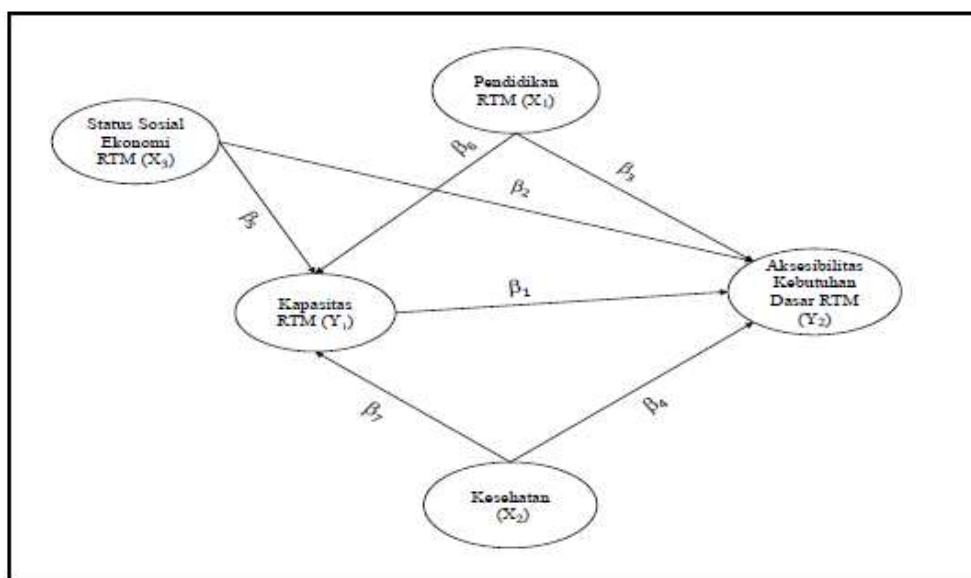 Pendidikan
RTM (X₁)
Status Sosial
Ekonomi
RTM (X₃)
β₆
β₃
β₂
β₅
Aksesibilitas
Kebutuhan
Dasar RTM
(Y₂)
Kapasitas
RTM (Y₁)
β₁
β₇
β₄
Kesehatan
(X₂)